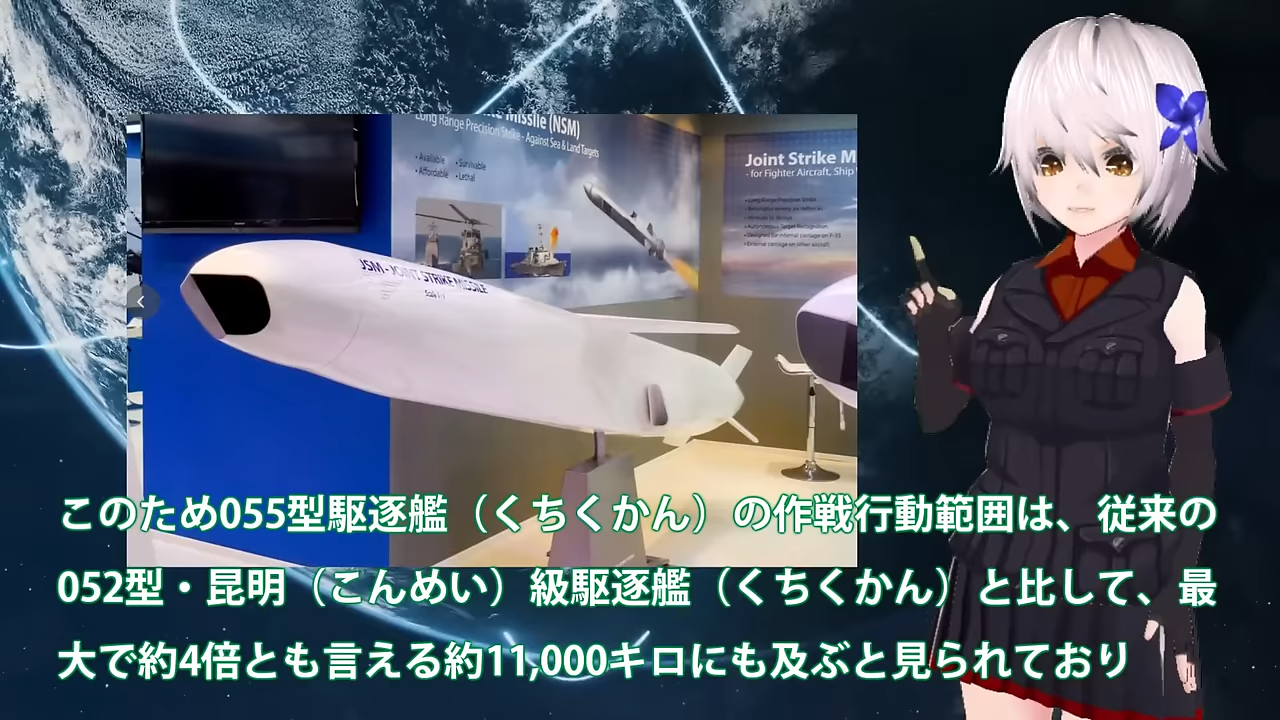 Missile (NSM)
Long Range Precision Strike - Against Sea & Land Targets
• Available
• Survivable
• Affordable
• Lethal
Joint Strike M
- for Fighter Aircraft, Ship
JSM - JOINT STRIKE MISSILE
このため055型駆逐艦（くちくかん）の作戦行動範囲は、従来の
052型・昆明（こんめい）級駆逐艦（くちくかん）と比して、最
大で約4倍とも言える約11,000キロにも及ぶと見られており